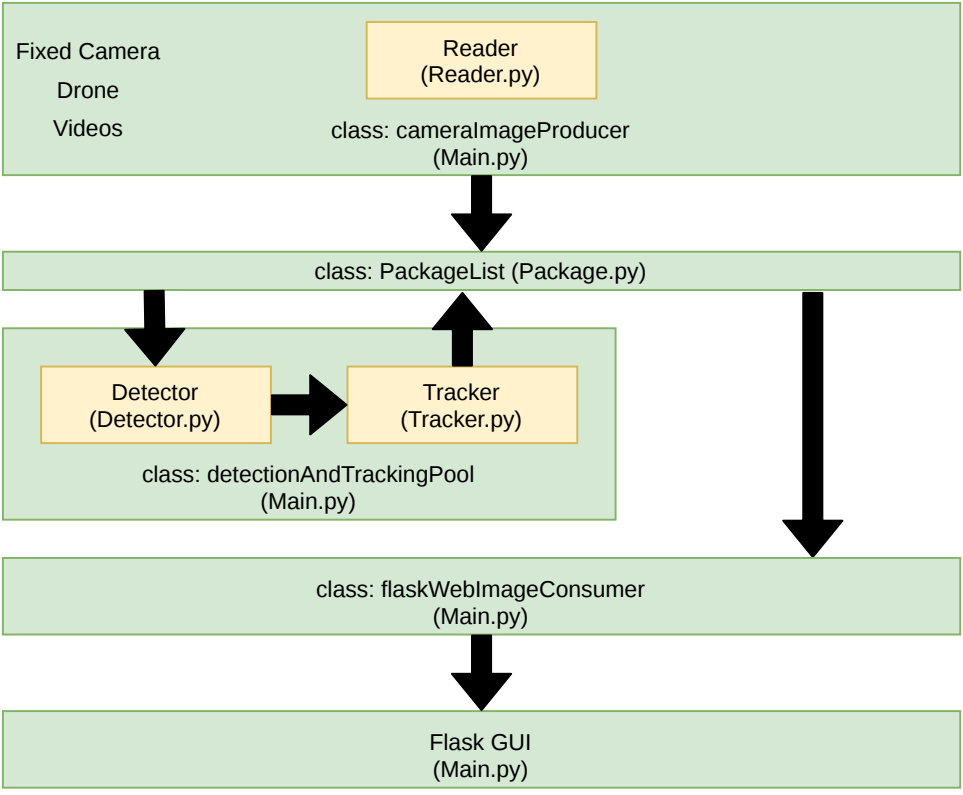 Fixed Camera
Drone
Videos
Reader
(Reader.py)
class: cameraImageProducer
(Main.py)
class: PackageList (Package.py)
Detector
(Detector.py)
Tracker
(Tracker.py)
class: detectionAndTrackingPool
(Main.py)
class: flaskWebImageConsumer
(Main.py)
Flask GUI
(Main.py)